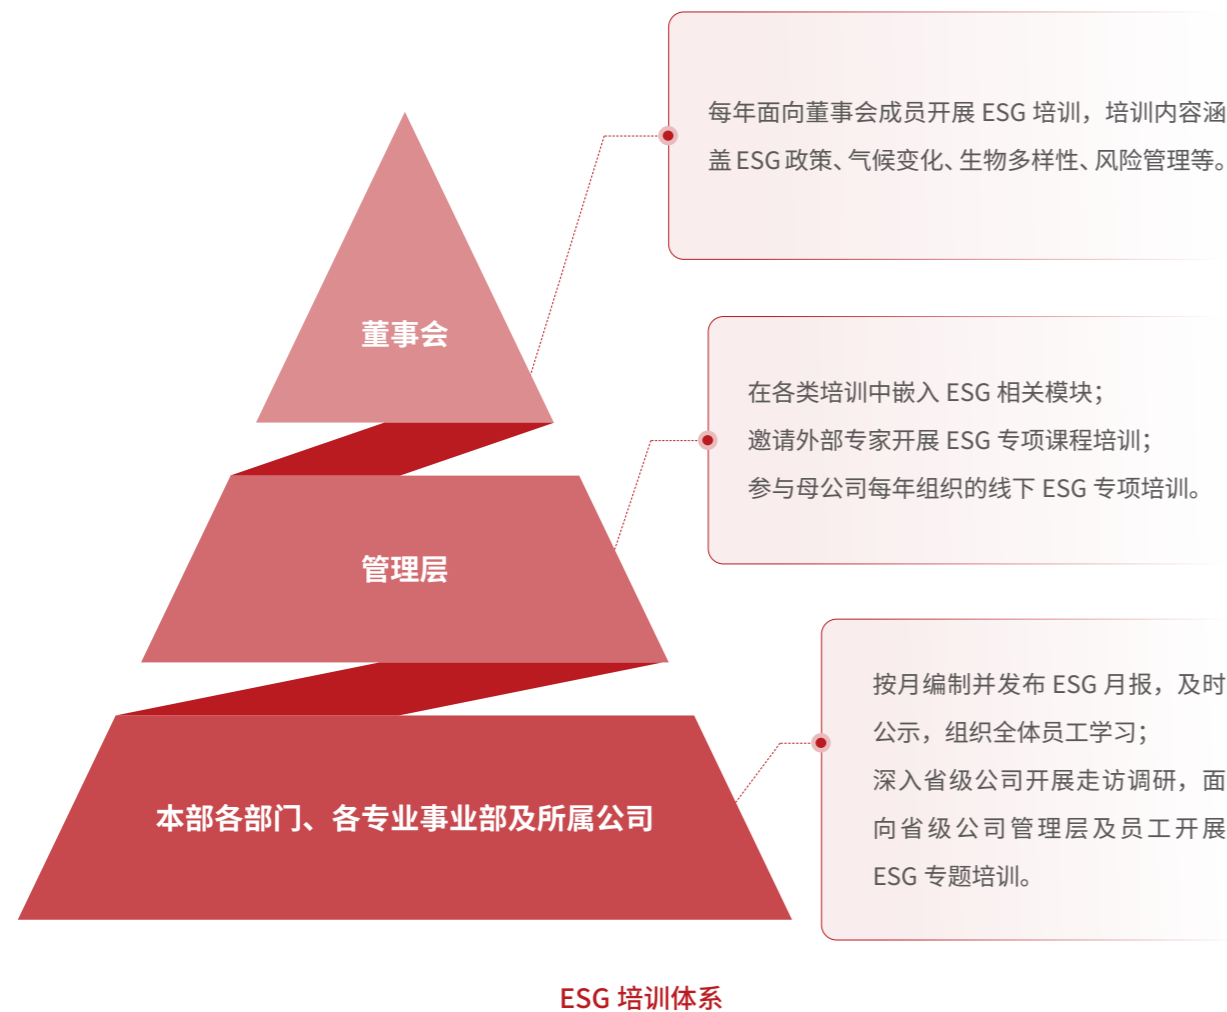 每年面向董事会成员开展 ESG 培训，培训内容涵
盖 ESG 政策、气候变化、生物多样性、风险管理等。
董事会
在各类培训中嵌入 ESG 相关模块；
邀请外部专家开展 ESG 专项课程培训；
参与母公司每年组织的线下 ESG 专项培训。
管理层
按月编制并发布 ESG 月报，及时
公示，组织全体员工学习；
深入省级公司开展走访调研，面
向省级公司管理层及员工开展
ESG 专题培训。
本部各部门、各专业事业部及所属公司
ESG 培训体系